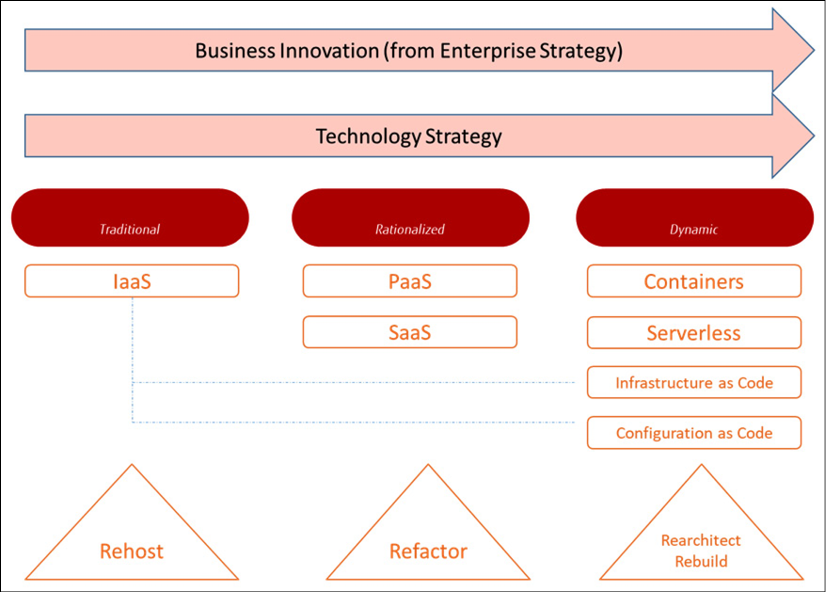 Business Innovation (from Enterprise Strategy)
Technology Strategy
Traditional
Rationalized
Dynamic
IaaS
PaaS
Containers
SaaS
Serverless
Infrastructure as Code
Configuration as Code
Rehost
Refactor
Rearchitect
Rebuild